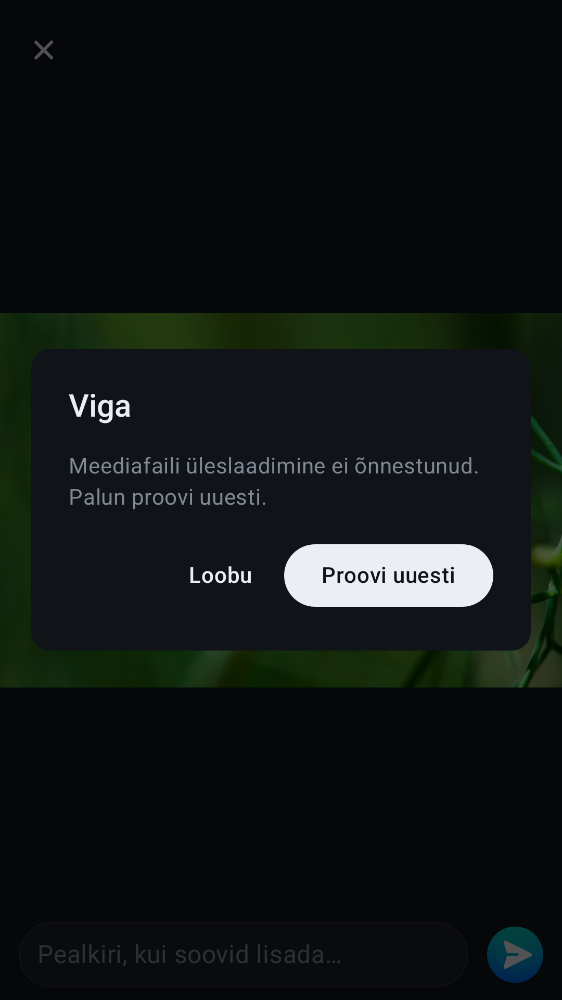 Viga
Meediafaili üleslaadimine ei õnnestunud.
Palun proovi uuesti.
Loobu
Proovi uuesti
Pealkiri, kui soovid lisada…